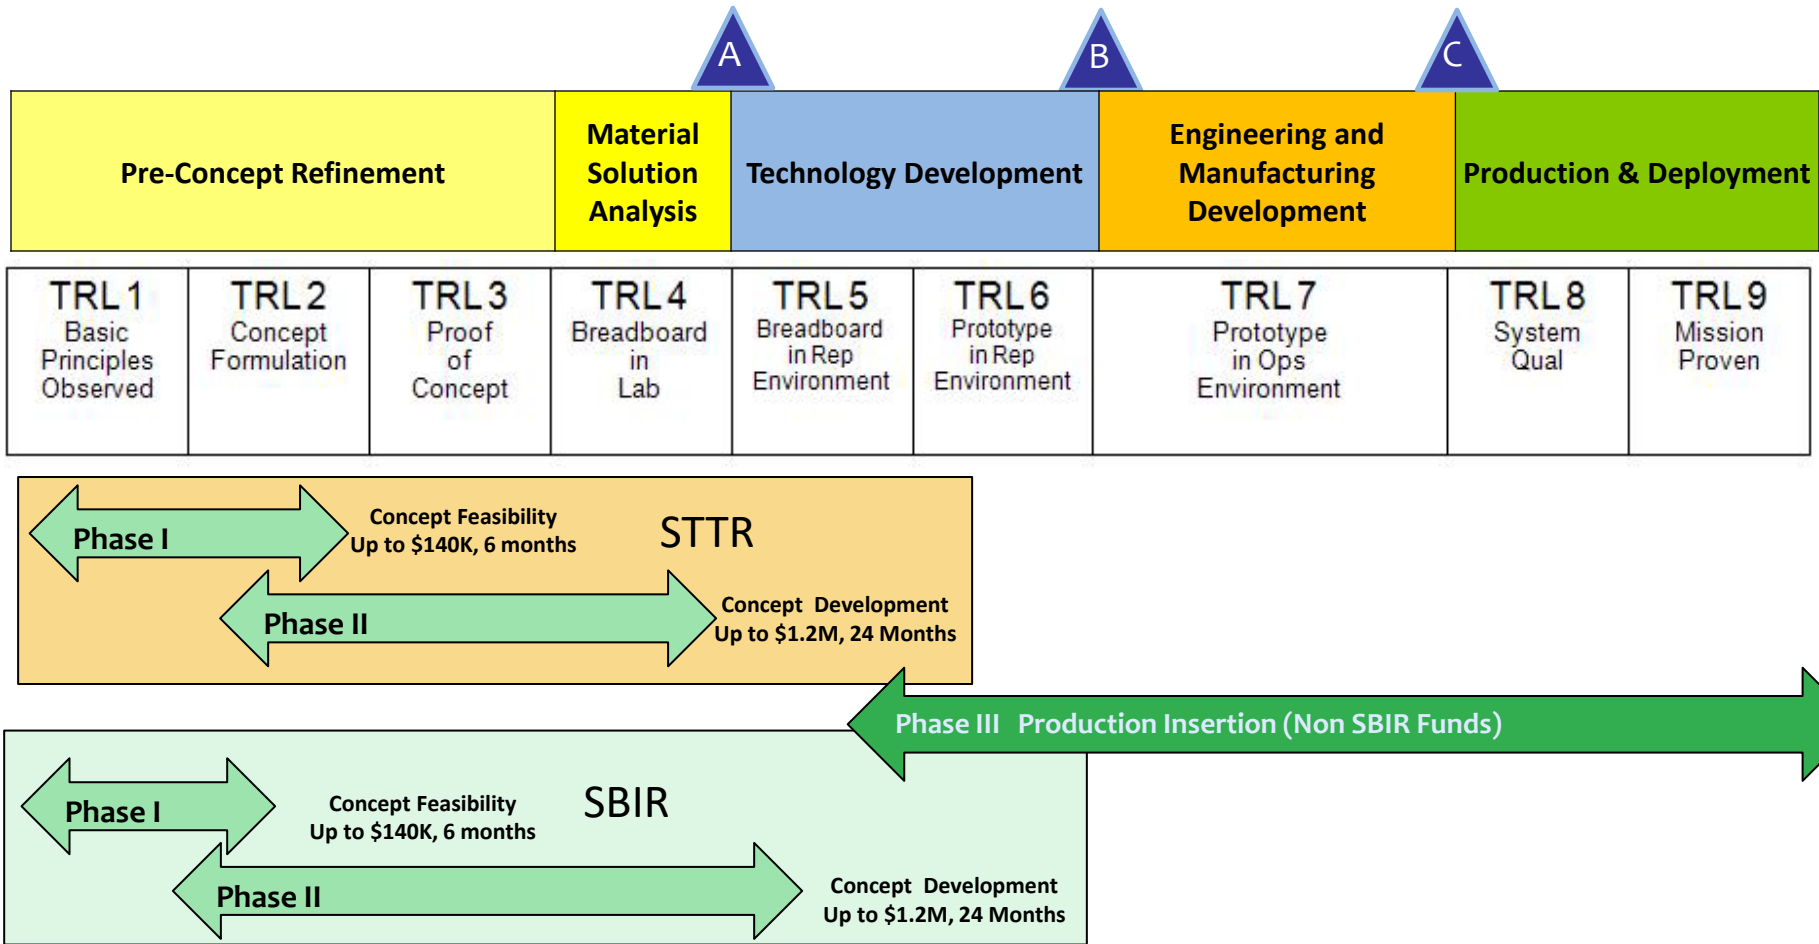 A
B
C
Pre-Concept Refinement
Material
Solution
Analysis
Technology Development
Engineering and
Manufacturing
Development
Production & Deployment
TRL1
Basic
Principles
Observed
TRL2
Concept
Formulation
TRL3
Proof
of
Concept
TRL4
Breadboard
in
Lab
TRL5
Breadboard
in Rep
Environment
TRL6
Prototype
in Rep
Environment
TRL7
Prototype
in Ops
Environment
TRL8
System
Qual
TRL9
Mission
Proven
Phase I
Concept Feasibility
Up to $140K, 6 months
STTR
Phase II
Concept Development
Up to $1.2M, 24 Months
Phase III Production Insertion (Non SBIR Funds)
Phase I
Concept Feasibility
Up to $140K, 6 months
SBIR
Phase II
Concept Development
Up to $1.2M, 24 Months